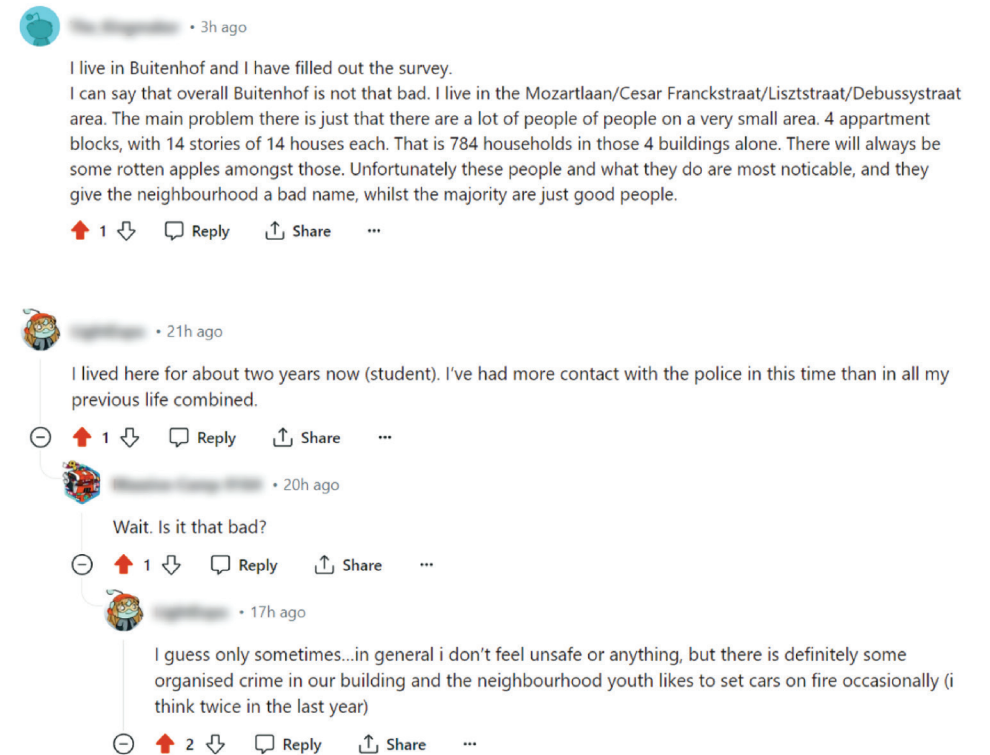 • 3h ago
I live in Buitenhof and I have filled out the survey.
I can say that overall Buitenhof is not that bad. I live in the Mozartlaan/Cesar Franckstraat/Lisztstraat/Debussystraat
area. The main problem there is just that there are a lot of people of people on a very small area. 4 appartment
blocks, with 14 stories of 14 houses each. That is 784 households in those 4 buildings alone. There will always be
some rotten apples amongst those. Unfortunately these people and what they do are most noticable, and they
give the neighbourhood a bad name, whilst the majority are just good people.
1 Reply Share ...
• 21h ago
I lived here for about two years now (student). I've had more contact with the police in this time than in all my
previous life combined.
1 Reply Share ...
• 20h ago
Wait. Is it that bad?
1 Reply Share ...
• 17h ago
I guess only sometimes...in general i don't feel unsafe or anything, but there is definitely some
organised crime in our building and the neighbourhood youth likes to set cars on fire occasionally (i
think twice in the last year)
2 Reply Share ...